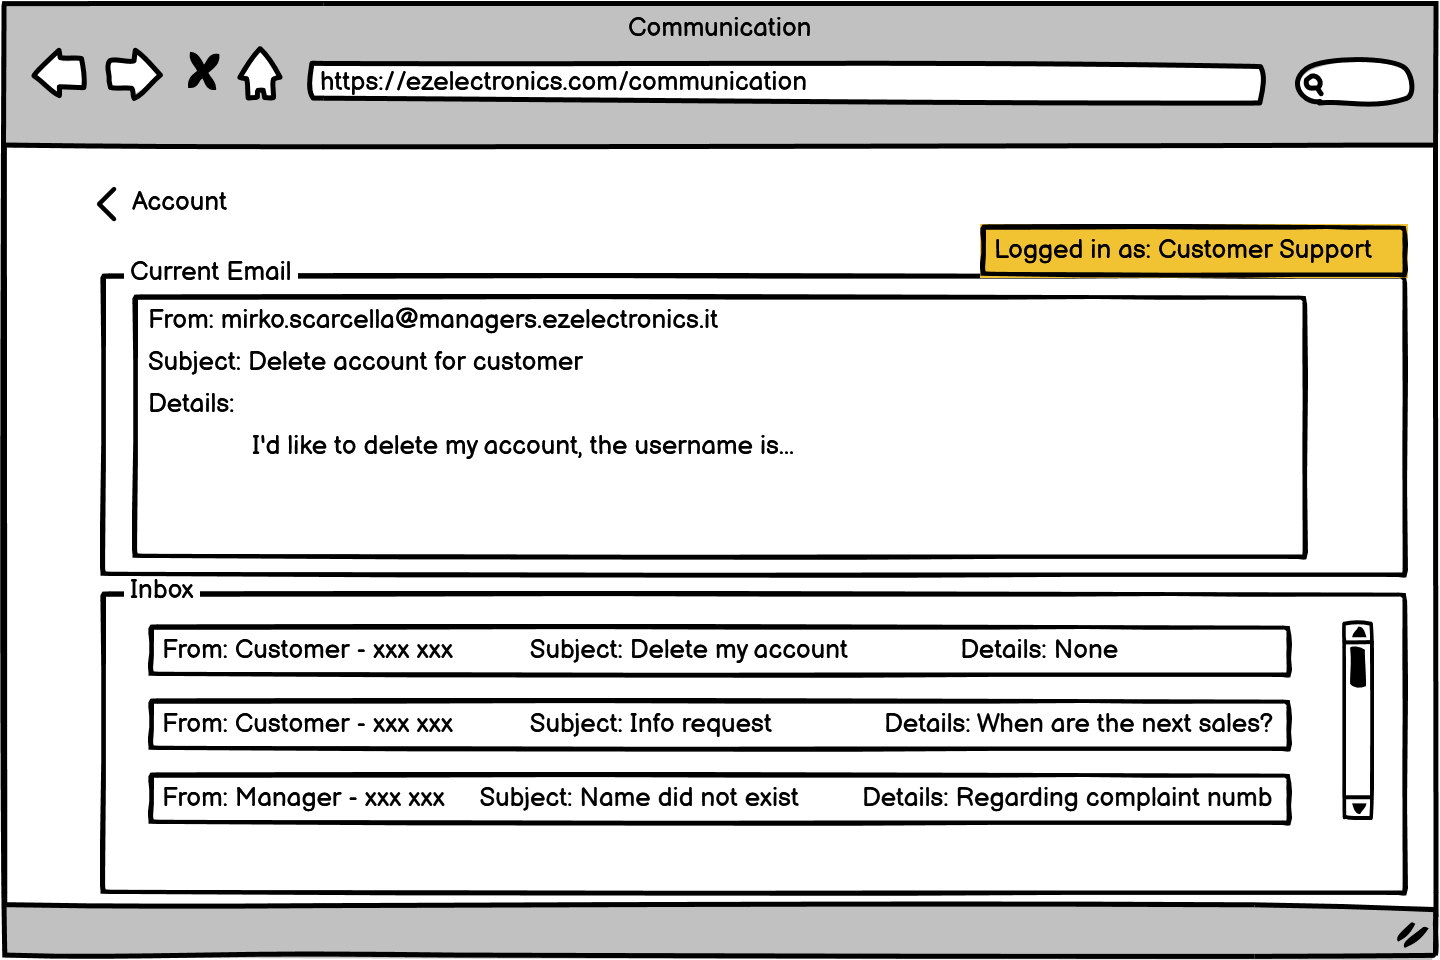 Communication
https://ezelectronics.com/communication
Account
Logged in as: Customer Support
Current Email
From: mirko.scarcella@managers.ezelectronics.it
Subject: Delete account for customer
Details:
I'd like to delete my account, the username is...
Inbox
From: Customer - xxx xxx Subject: Delete my account Details: None
From: Customer - xxx xxx Subject: Info request Details: When are the next sales?
From: Manager - xxx xxx Subject: Name did not exist Details: Regarding complaint numb